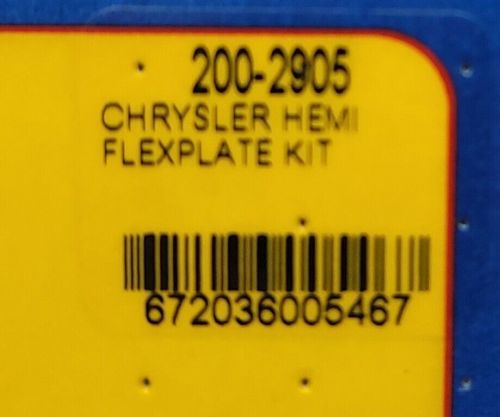 200-2905
CHRYSLER HEMI
FLEXPLATE KIT
672036005467